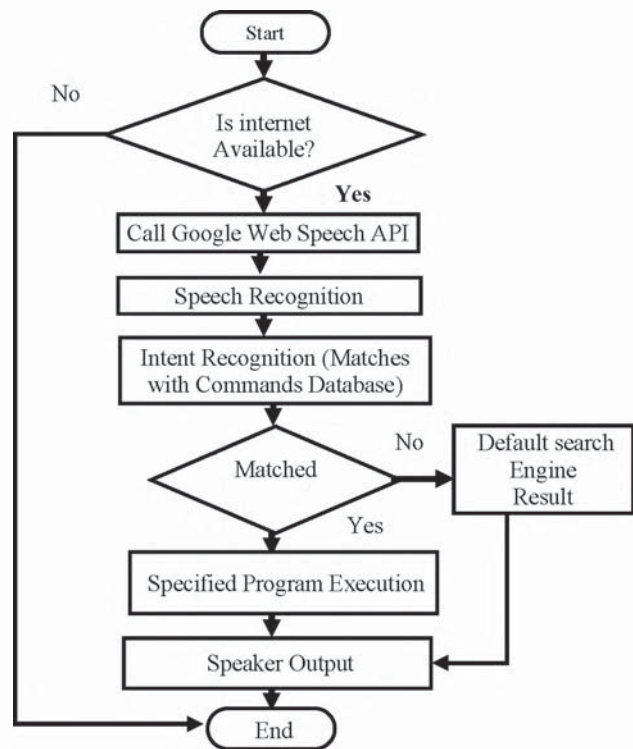 Start
No
Is internet
Available?
Yes
Call Google Web Speech API
Speech Recognition
Intent Recognition (Matches
with Commands Database)
Matched
No
Default search
Engine
Result
Yes
Specified Program Execution
Speaker Output
End